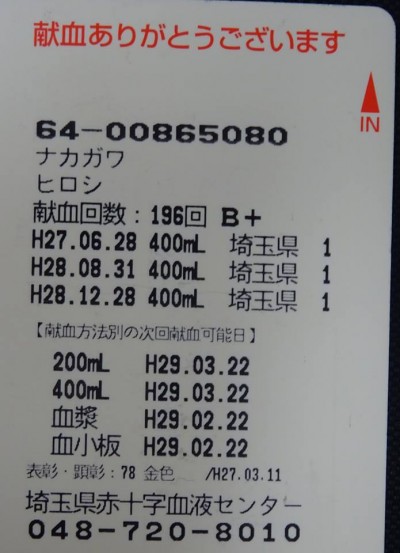 献血ありがとうございます
IN
64-00865080
ナカガワ
ヒロシ
献血回数:196回 B+
H27.06.28 400mL 埼玉県 1
H28.08.31 400mL 埼玉県 1
H28.12.28 400mL 埼玉県 1
【献血方法別の次回献血可能日】
200mL H29.03.22
400mL H29.03.22
血漿 H29.02.22
血小板 H29.02.22
表彰・顕彰:78 金色 /H27.03.11
埼玉県赤十字血液センター
048-720-8010